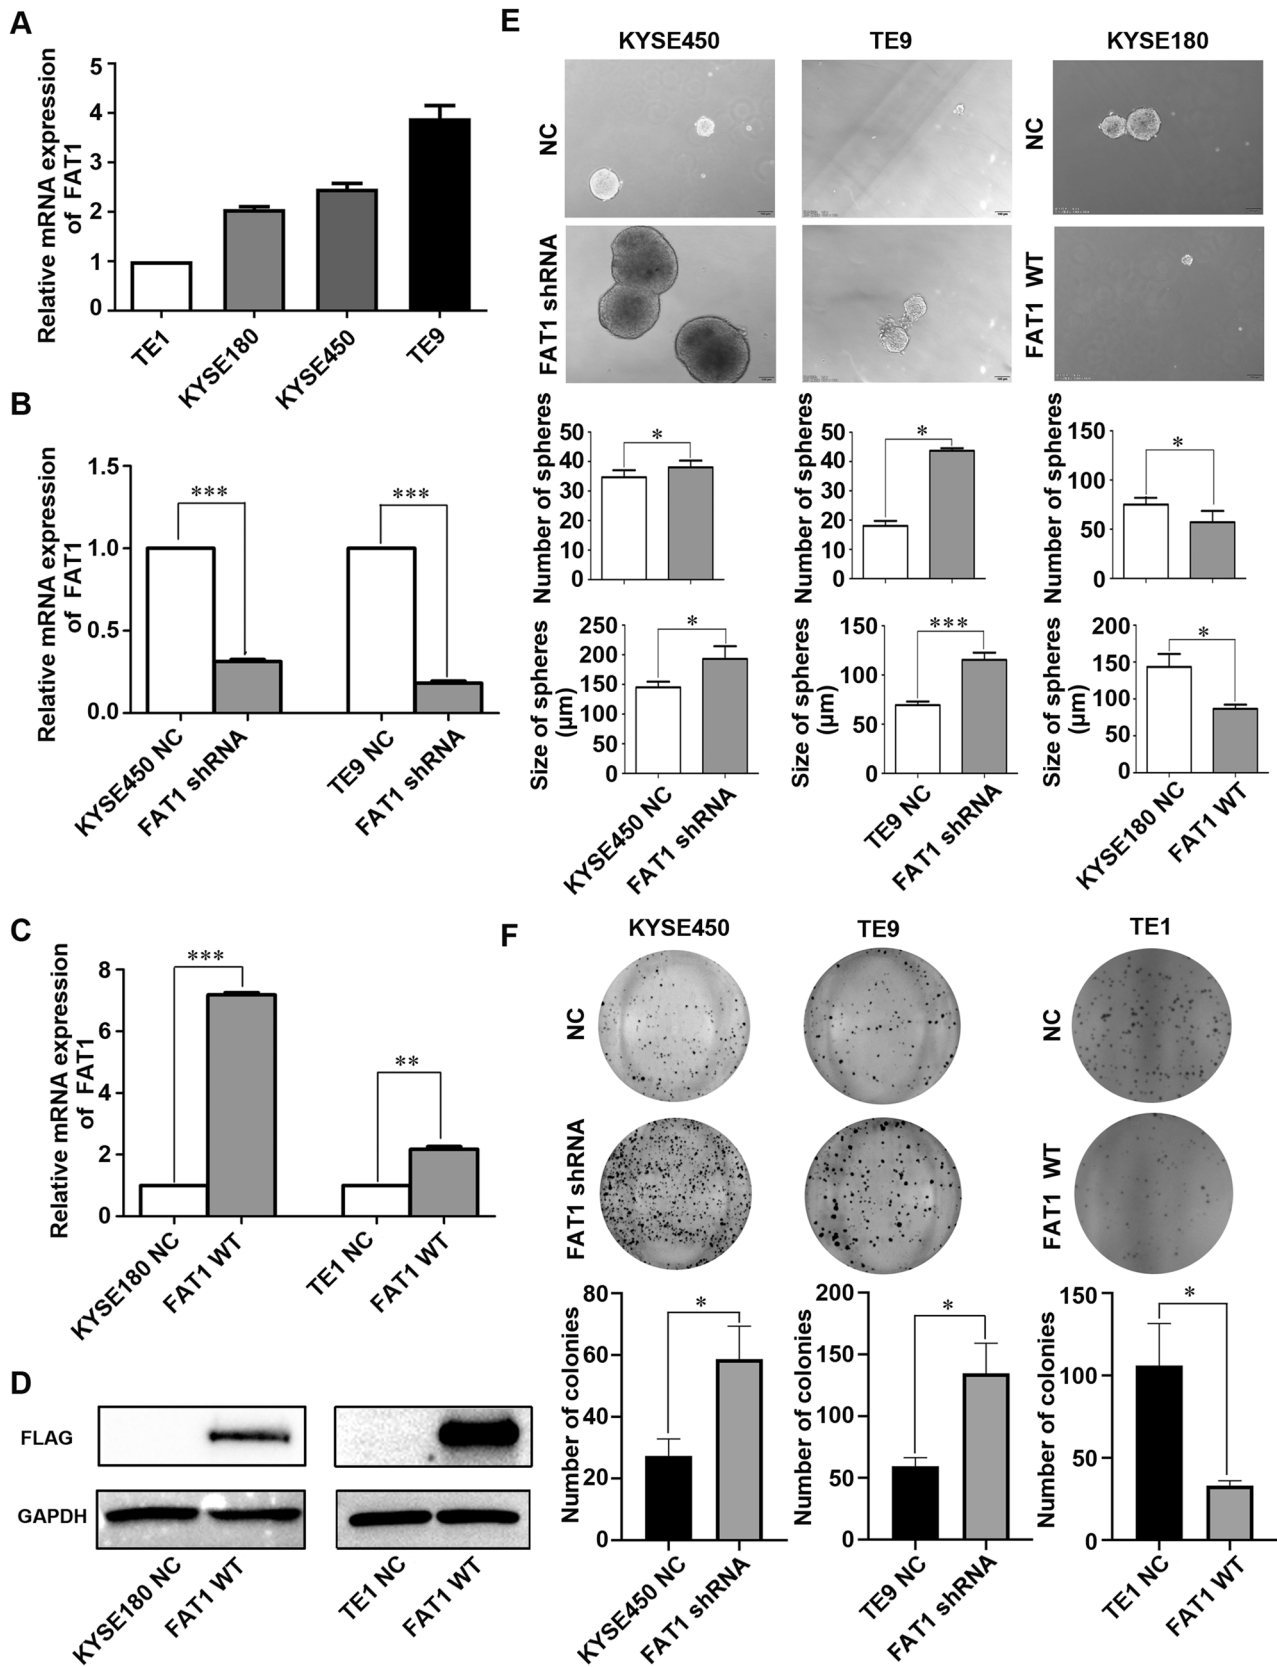 A
Relative mRNA expression
of FAT1
5
4
3
2
1
0
TE1
KYSE180
KYSE450
TE9
B
Relative mRNA expression
of FAT1
1.5
1.0
0.5
0.0
***
***
KYSE450 NC
FAT1 shRNA
TE9 NC
FAT1 shRNA
C
Relative mRNA expression
of FAT1
8
6
4
2
0
***
**
KYSE180 NC
FAT1 WT
TE1 NC
FAT1 WT
D
FLAG
GAPDH
KYSE180 NC
FAT1 WT
TE1 NC
FAT1 WT
E
KYSE450
TE9
KYSE180
NC
NC
FAT1 shRNA
FAT1 WT
Number of spheres
50
40
30
20
10
0
*
Number of spheres
50
40
30
20
10
0
*
Number of spheres
150
100
50
0
*
Size of spheres
(µm)
250
200
150
100
50
0
*
KYSE450 NC
FAT1 shRNA
Size of spheres
(µm)
150
100
50
0
***
TE9 NC
FAT1 shRNA
Size of spheres
(µm)
200
150
100
50
0
*
KYSE180 NC
FAT1 WT
F
KYSE450
TE9
TE1
NC
NC
FAT1 shRNA
FAT1 WT
Number of colonies
80
60
40
20
0
*
KYSE450 NC
FAT1 shRNA
Number of colonies
200
150
100
50
0
*
TE9 NC
FAT1 shRNA
Number of colonies
150
100
50
0
*
TE1 NC
FAT1 WT